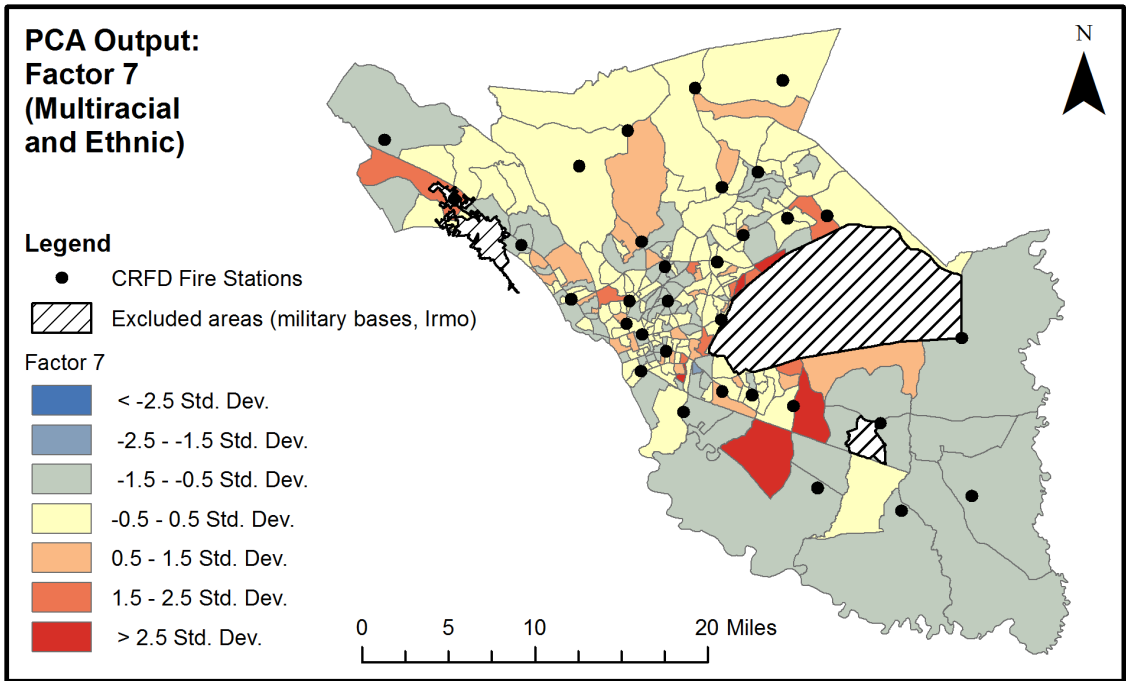 PCA Output:
Factor 7
(Multiracial
and Ethnic)
N
Legend
CRFD Fire Stations
Excluded areas (military bases, Irmo)
Factor 7
< -2.5 Std. Dev.
-2.5 - -1.5 Std. Dev.
-1.5 - -0.5 Std. Dev.
-0.5 - 0.5 Std. Dev.
0.5 - 1.5 Std. Dev.
1.5 - 2.5 Std. Dev.
> 2.5 Std. Dev.
0 5 10 20 Miles